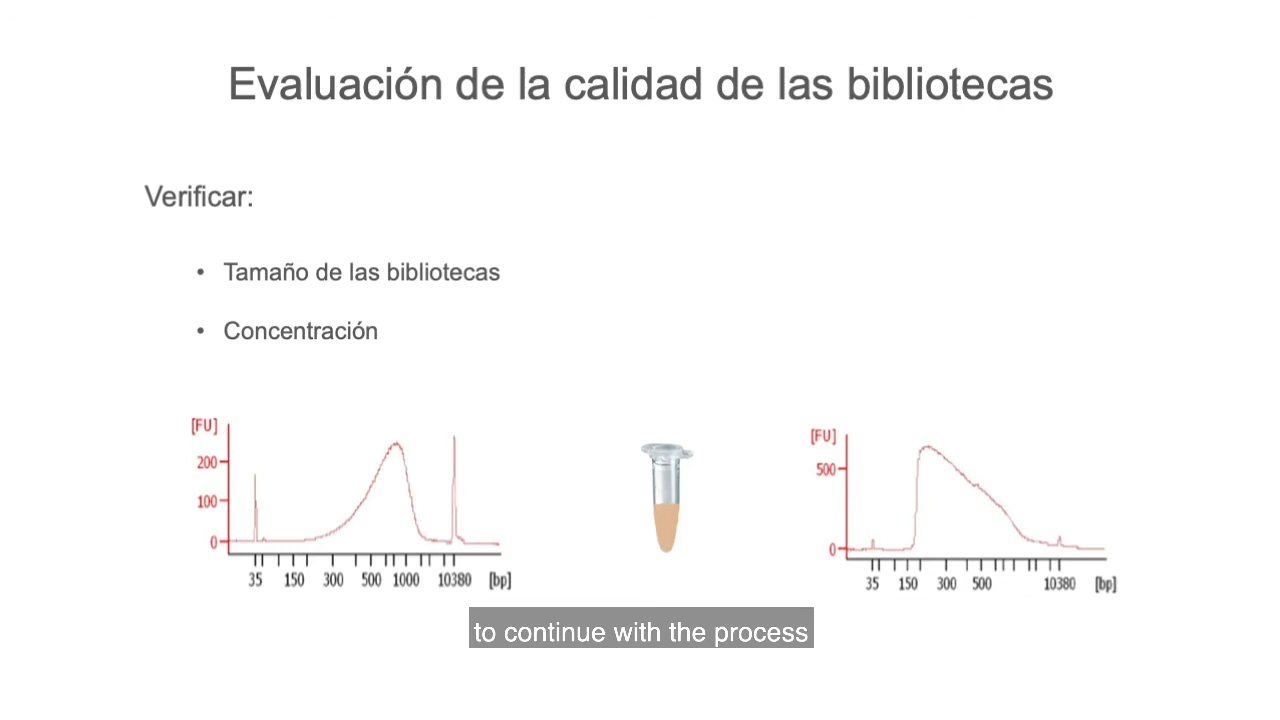 Evaluación de la calidad de las bibliotecas
Verificar:
• Tamaño de las bibliotecas
• Concentración
[FU]
200
100
0
35 150 300 500 1000 10380 [bp]
[FU]
500
0
35 150 300 500 10380 [bp]
to continue with the process